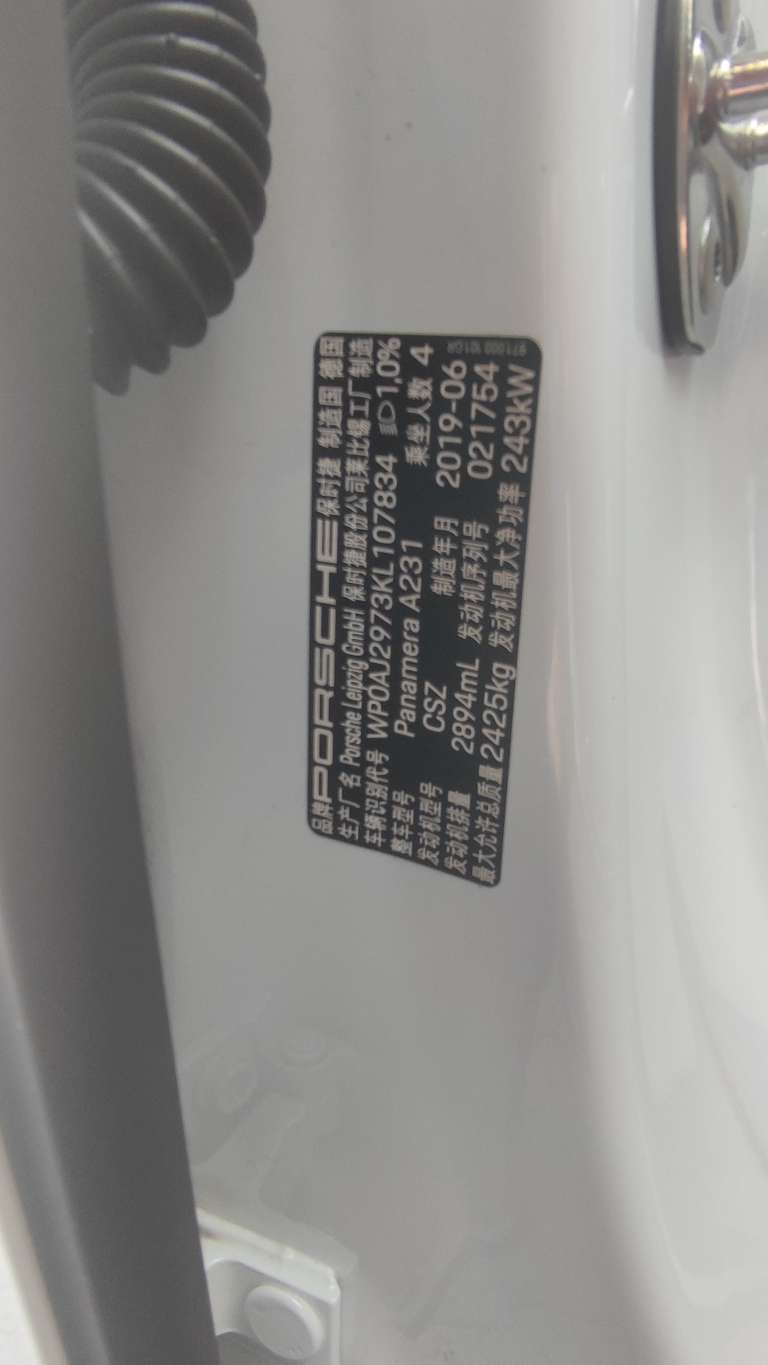 品牌 PORSCHE 保时捷 制造国 德国
生产厂名 Porsche Leipzig GmbH 保时捷股份公司莱比锡工厂制造
车辆识别代号 WP0AJ2973KL107834 1,0%
整车型号 Panamera A231 乘坐人数 4
发动机型号 CSZ 制造年月 2019-06
发动机排量 2894mL 发动机序列号 021754
最大允许总质量 2425kg 发动机最大净功率 243kW